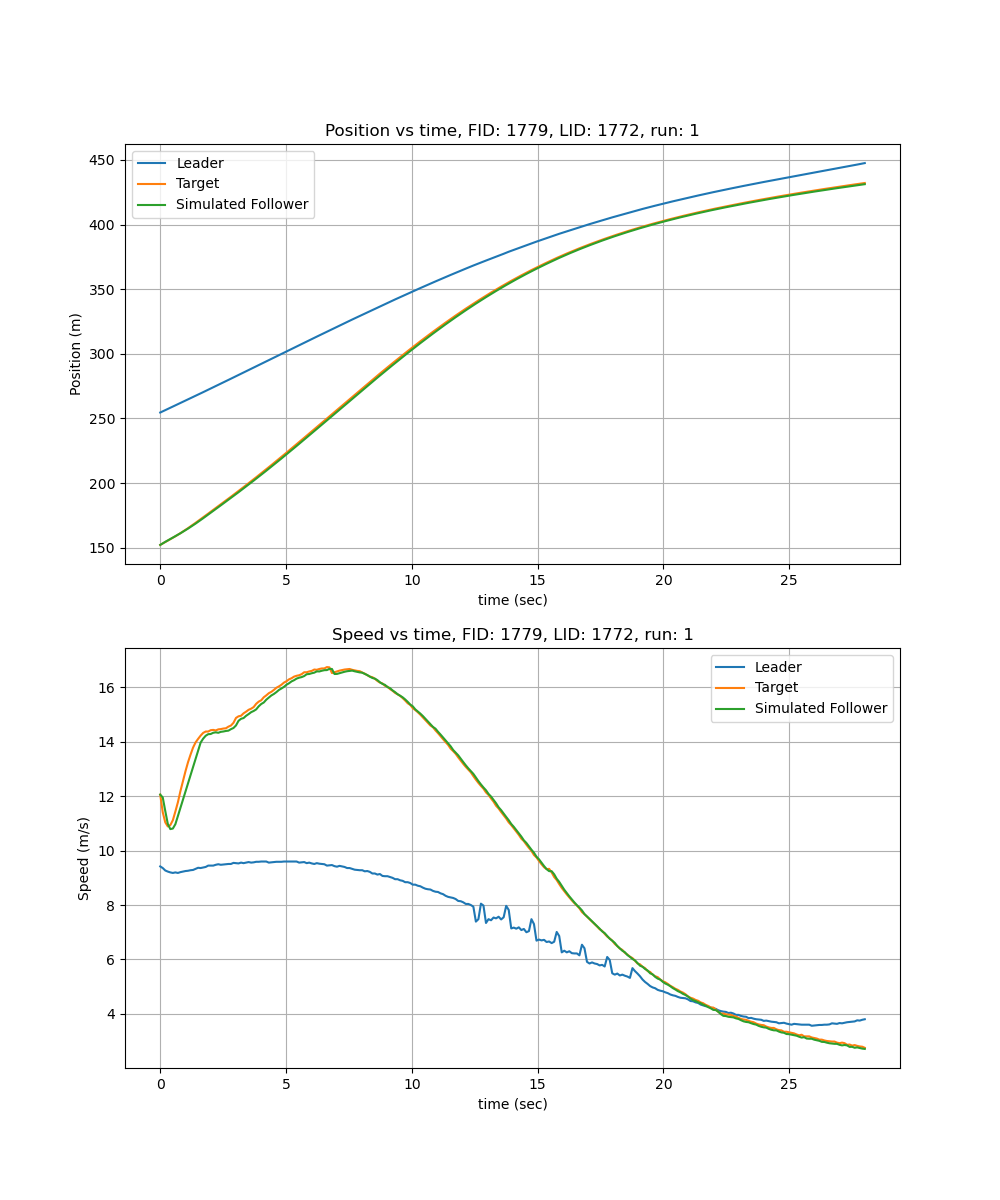 Position vs time, FID: 1779, LID: 1772, run: 1
Leader
Target
Simulated Follower
450
400
350
300
250
200
150
Position (m)
0 5 10 15 20 25
time (sec)
Speed vs time, FID: 1779, LID: 1772, run: 1
Leader
Target
Simulated Follower
16
14
12
10
8
6
4
Speed (m/s)
0 5 10 15 20 25
time (sec)